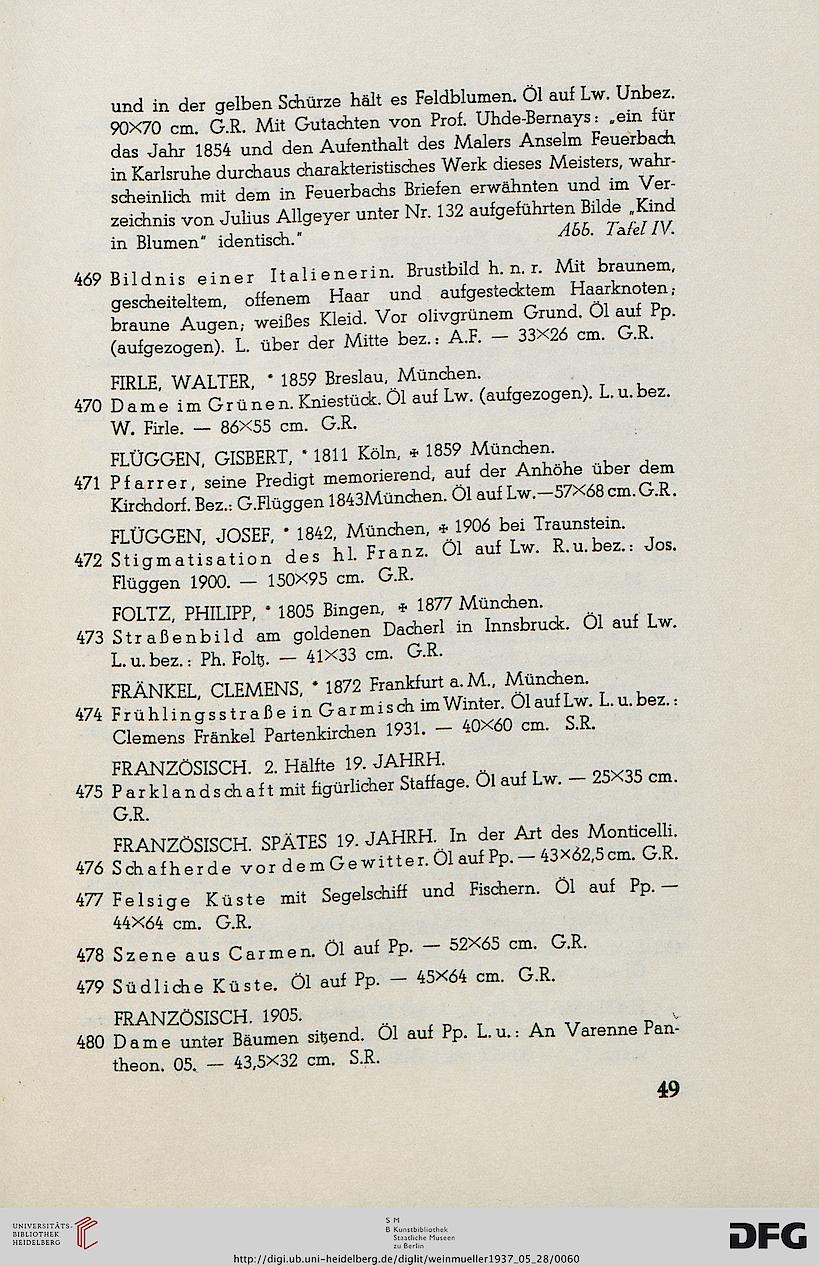 und in der gelben Schürze hält es Feldblumen. Öl auf Lw. Unbez.
90×70 cm. G.R. Mit Gutachten von Prof. Uhde-Bernays: „ein für
das Jahr 1854 und den Aufenthalt des Malers Anselm Feuerbach
in Karlsruhe durchaus charakteristisches Werk dieses Meisters, wahr-
scheinlich mit dem in Feuerbachs Briefen erwähnten und im Ver-
zeichnis von Julius Allgeyer unter Nr. 132 aufgeführten Bilde „Kind
in Blumen" identisch." Abb. Tafel IV.
469 Bildnis einer Italienerin. Brustbild h. n. r. Mit braunem,
gescheiteltem, offenem Haar und aufgestecktem Haarknoten;
braune Augen; weißes Kleid. Vor olivgrünem Grund. Öl auf Pp.
(aufgezogen). L. über der Mitte bez.: A.F. — 33×26 cm. G.R.
FIRLE, WALTER, * 1859 Breslau, München.
470 Dame im Grünen. Kniestück. Öl auf Lw. (aufgezogen). L. u. bez.
W. Firle. — 86×55 cm. G.R.
FLÜGGEN, GISBERT, * 1811 Köln, + 1859 München.
471 Pfarrer, seine Predigt memorierend, auf der Anhöhe über dem
Kirchdorf. Bez.: G.Flüggen 1843München. Öl auf Lw.—57×68 cm. G.R.
FLÜGGEN, JOSEF, * 1842, München, + 1906 bei Traunstein.
472 Stigmatisation des hl. Franz. Öl auf Lw. R. u. bez.: Jos.
Flüggen 1900. — 150×95 cm. G.R.
FOLTZ, PHILIPP, * 1805 Bingen, + 1877 München.
473 Straßenbild am goldenen Dacherl in Innsbruck. Öl auf Lw.
L. u. bez.: Ph. Foltz. — 41×33 cm. G.R.
FRÄNKEL, CLEMENS, * 1872 Frankfurt a. M., München.
474 Frühlingsstraße in Garmisch im Winter. Öl auf Lw. L. u. bez.:
Clemens Fränkel Partenkirchen 1931. — 40×60 cm. S.R.
FRANZÖSISCH. 2. Hälfte 19. JAHRH.
475 Parklandschaft mit figürlicher Staffage. Öl auf Lw. — 25×35 cm.
G.R.
FRANZÖSISCH. SPÄTES 19. JAHRH. In der Art des Monticelli.
476 Schafherde vor dem Gewitter. Öl auf Pp. — 43×62,5 cm. G.R.
477 Felsige Küste mit Segelschiff und Fischern. Öl auf Pp. —
44×64 cm. G.R.
478 Szene aus Carmen. Öl auf Pp. — 52×65 cm. G.R.
479 Südliche Küste. Öl auf Pp. — 45×64 cm. G.R.
FRANZÖSISCH. 1905.
480 Dame unter Bäumen sitzend. Öl auf Pp. L. u.: An Varenne Pan-
theon. 05. — 43,5×32 cm. S.R.
49
UNIVERSITÄTS-
BIBLIOTHEK
HEIDELBERG
S M
B Kunstbibliothek
Staatliche Museen
zu Berlin
DFG
http://digi.ub.uni-heidelberg.de/diglit/weinmueller1937_05_28/0060